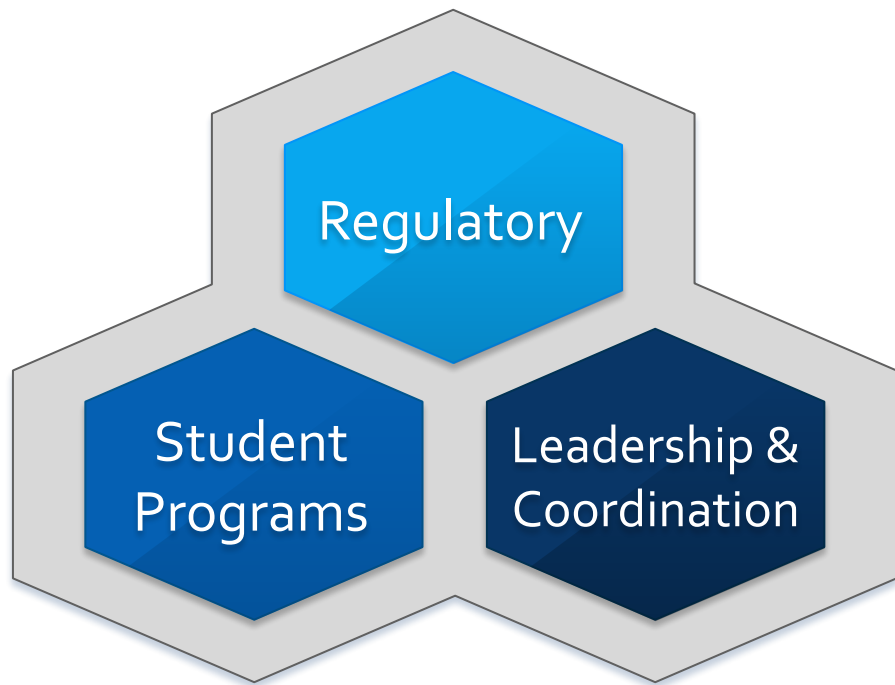 Regulatory
Student
Programs
Leadership &
Coordination